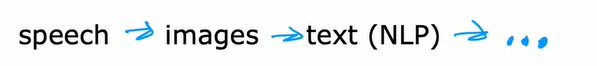 speech → images → text (NLP) → ...